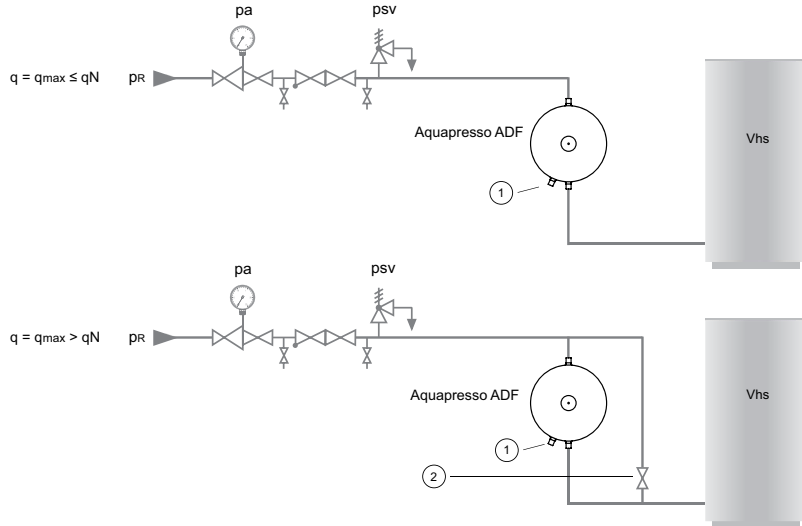 pa
psv
q = qmax ≤ qN
pR
Aquapresso ADF
Vhs
1
pa
psv
q = qmax > qN
pR
Aquapresso ADF
Vhs
1
2